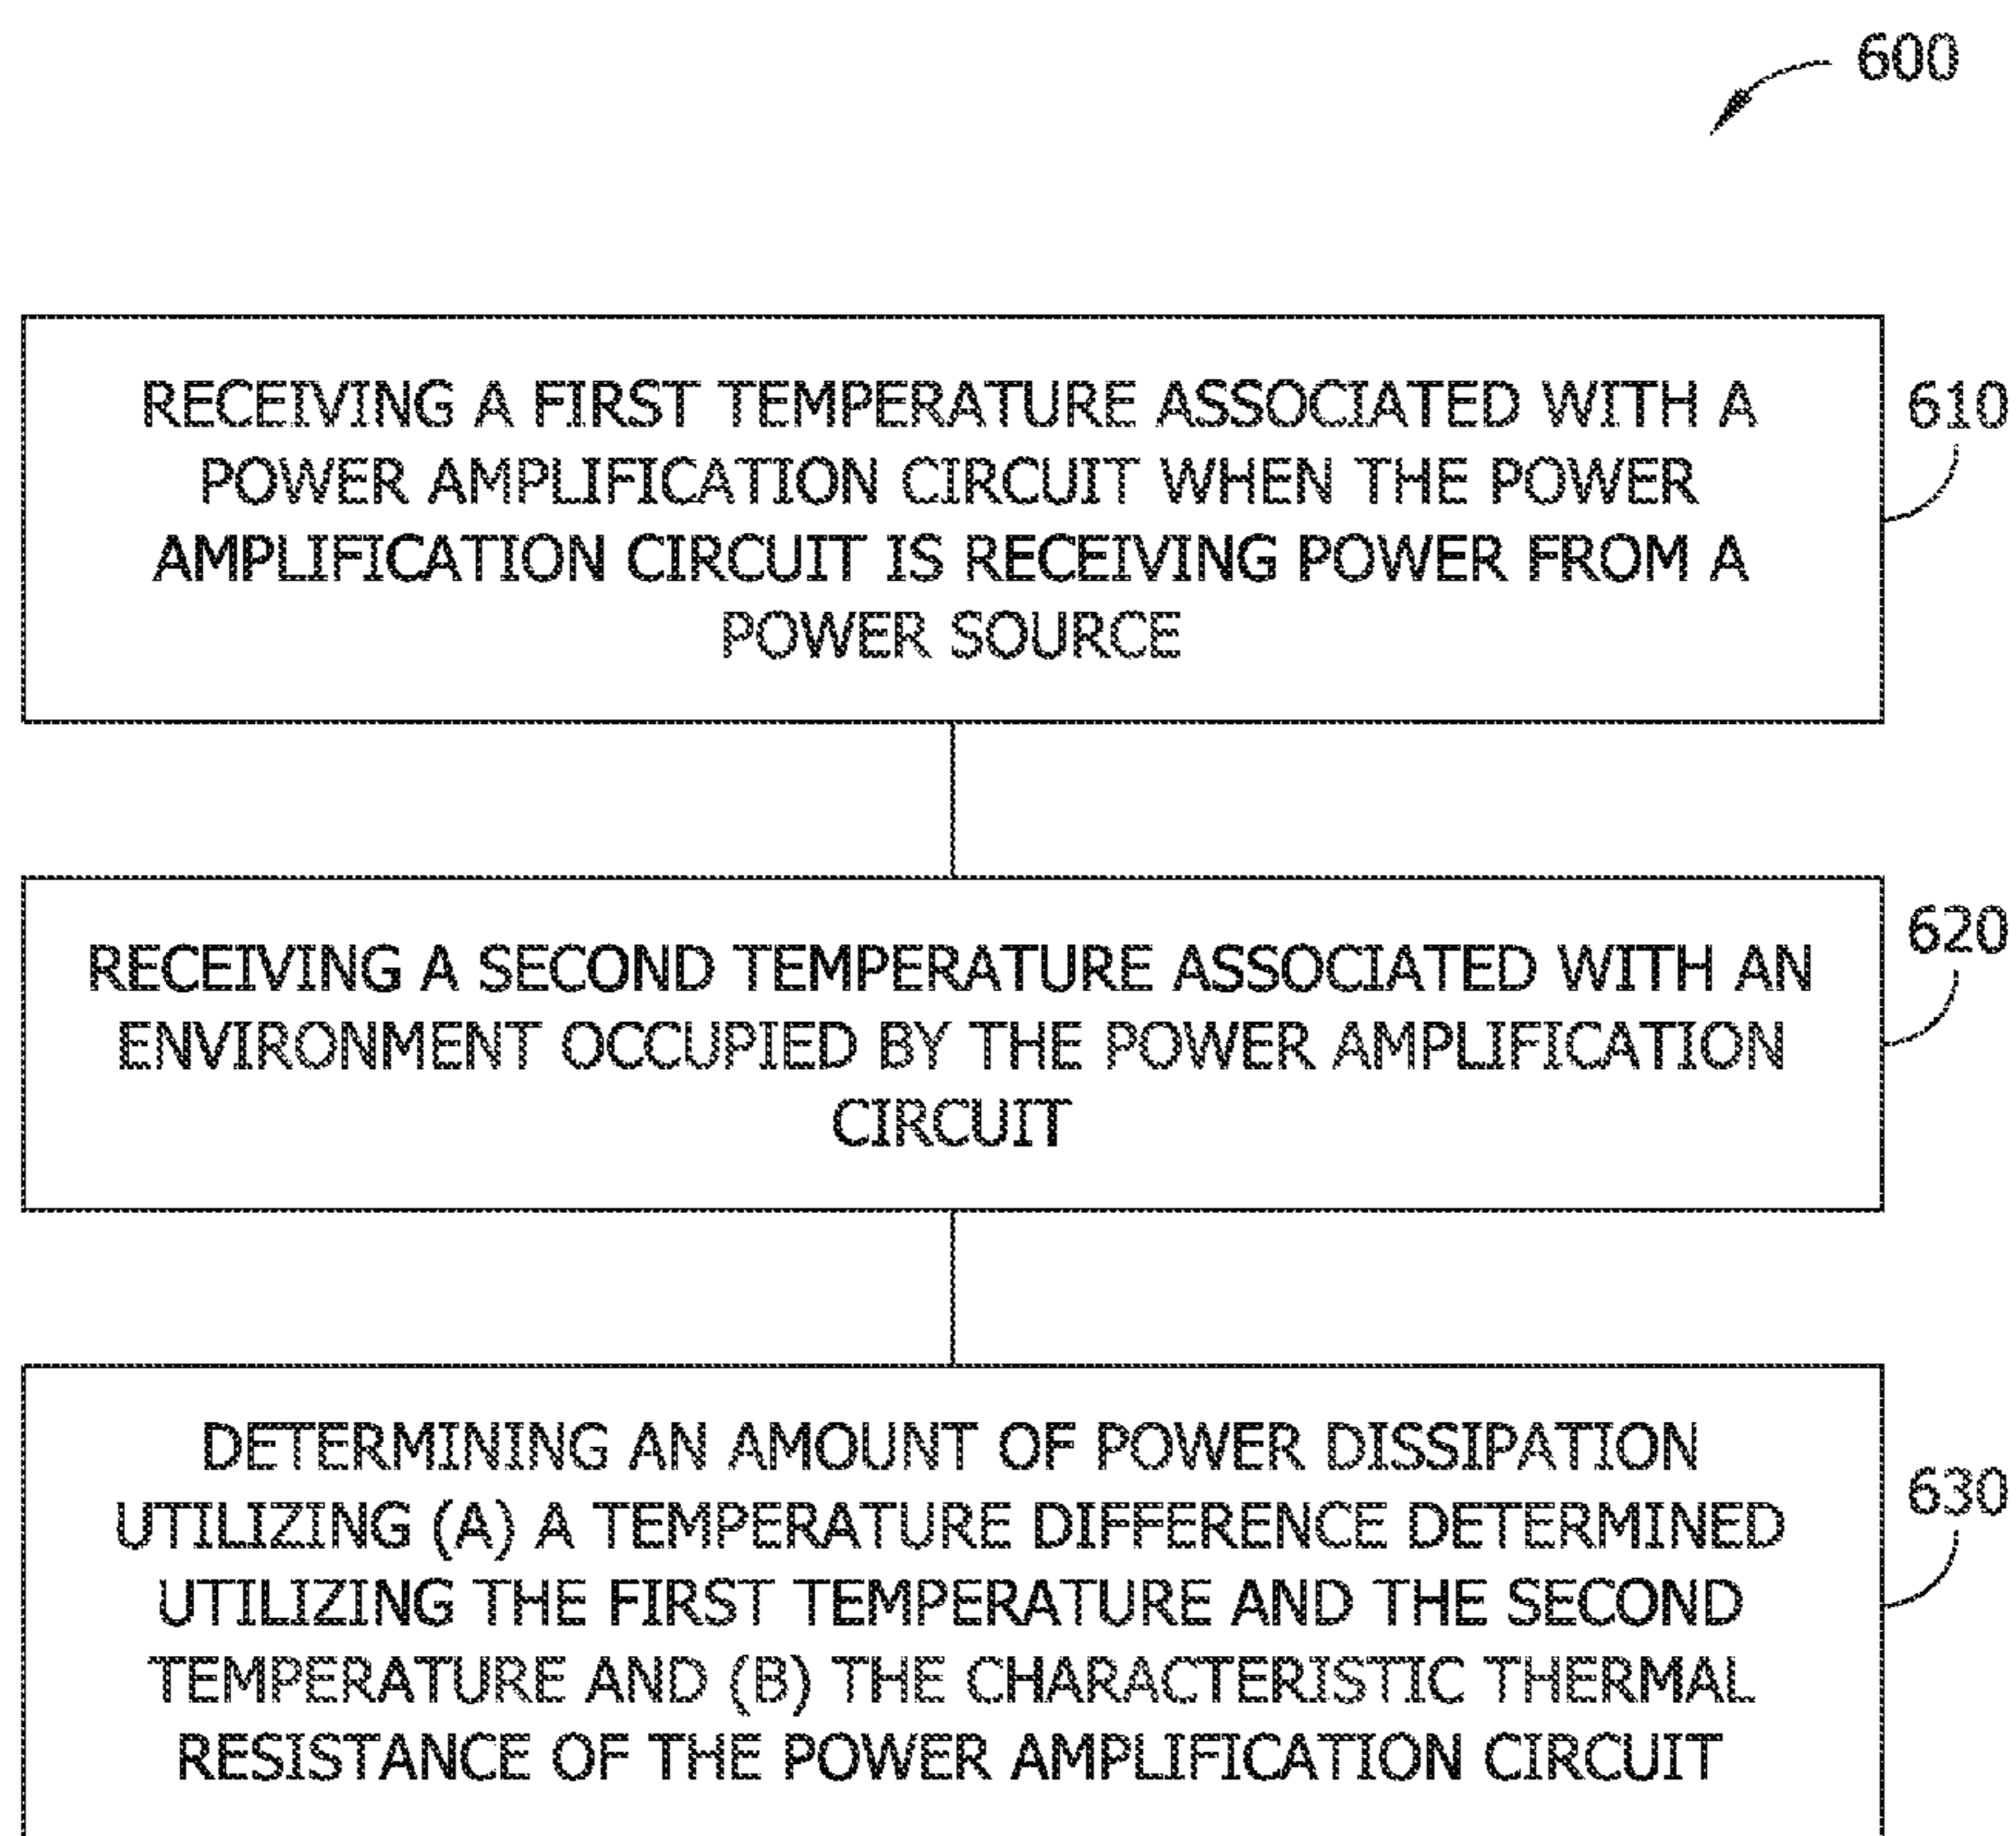 600
RECEIVING A FIRST TEMPERATURE ASSOCIATED WITH A
POWER AMPLIFICATION CIRCUIT WHEN THE POWER
AMPLIFICATION CIRCUIT IS RECEIVING POWER FROM A
POWER SOURCE
610
RECEIVING A SECOND TEMPERATURE ASSOCIATED WITH AN
ENVIRONMENT OCCUPIED BY THE POWER AMPLIFICATION
CIRCUIT
620
DETERMINING AN AMOUNT OF POWER DISSIPATION
UTILIZING (A) A TEMPERATURE DIFFERENCE DETERMINED
UTILIZING THE FIRST TEMPERATURE AND THE SECOND
TEMPERATURE AND (B) THE CHARACTERISTIC THERMAL
RESISTANCE OF THE POWER AMPLIFICATION CIRCUIT
630